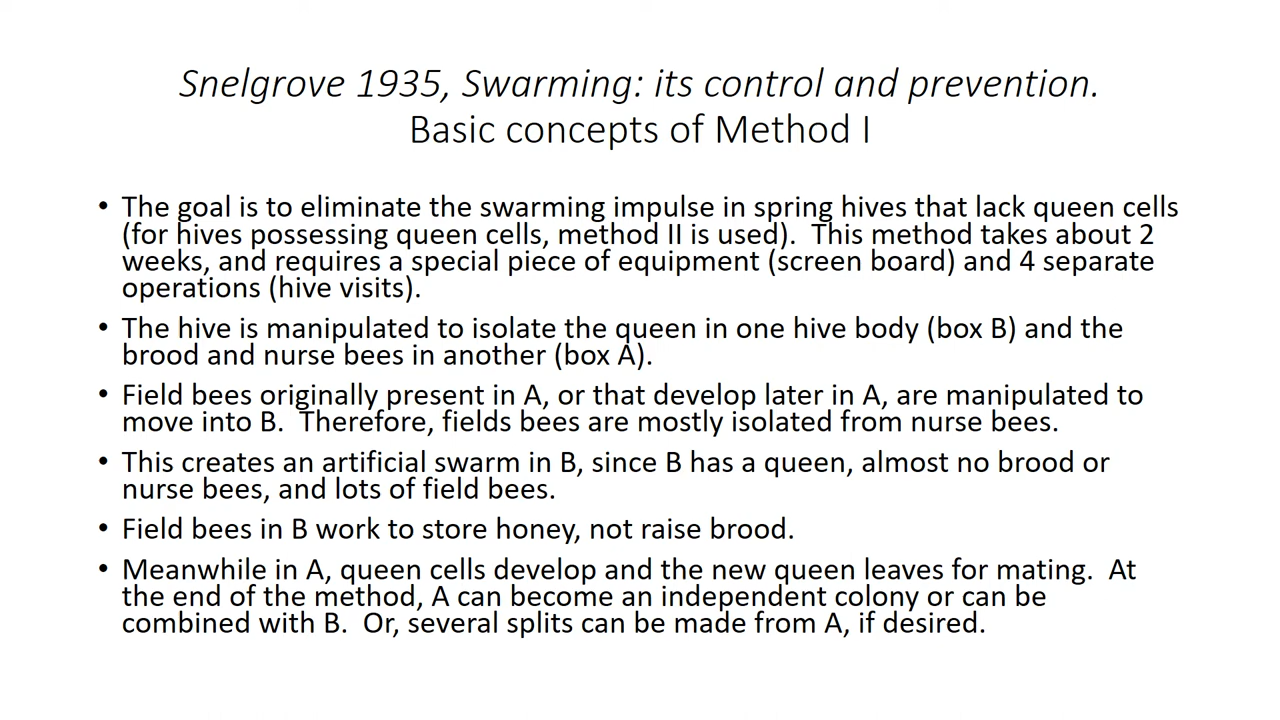 Snelgrove 1935, Swarming: its control and prevention.
Basic concepts of Method I
• The goal is to eliminate the swarming impulse in spring hives that lack queen cells
(for hives possessing queen cells, method II is used).  This method takes about 2
weeks, and requires a special piece of equipment (screen board) and 4 separate
operations (hive visits).
• The hive is manipulated to isolate the queen in one hive body (box B) and the
brood and nurse bees in another (box A).
• Field bees originally present in A, or that develop later in A, are manipulated to
move into B.  Therefore, fields bees are mostly isolated from nurse bees.
• This creates an artificial swarm in B, since B has a queen, almost no brood or
nurse bees, and lots of field bees.
• Field bees in B work to store honey, not raise brood.
• Meanwhile in A, queen cells develop and the new queen leaves for mating.  At
the end of the method, A can become an independent colony or can be
combined with B.  Or, several splits can be made from A, if desired.